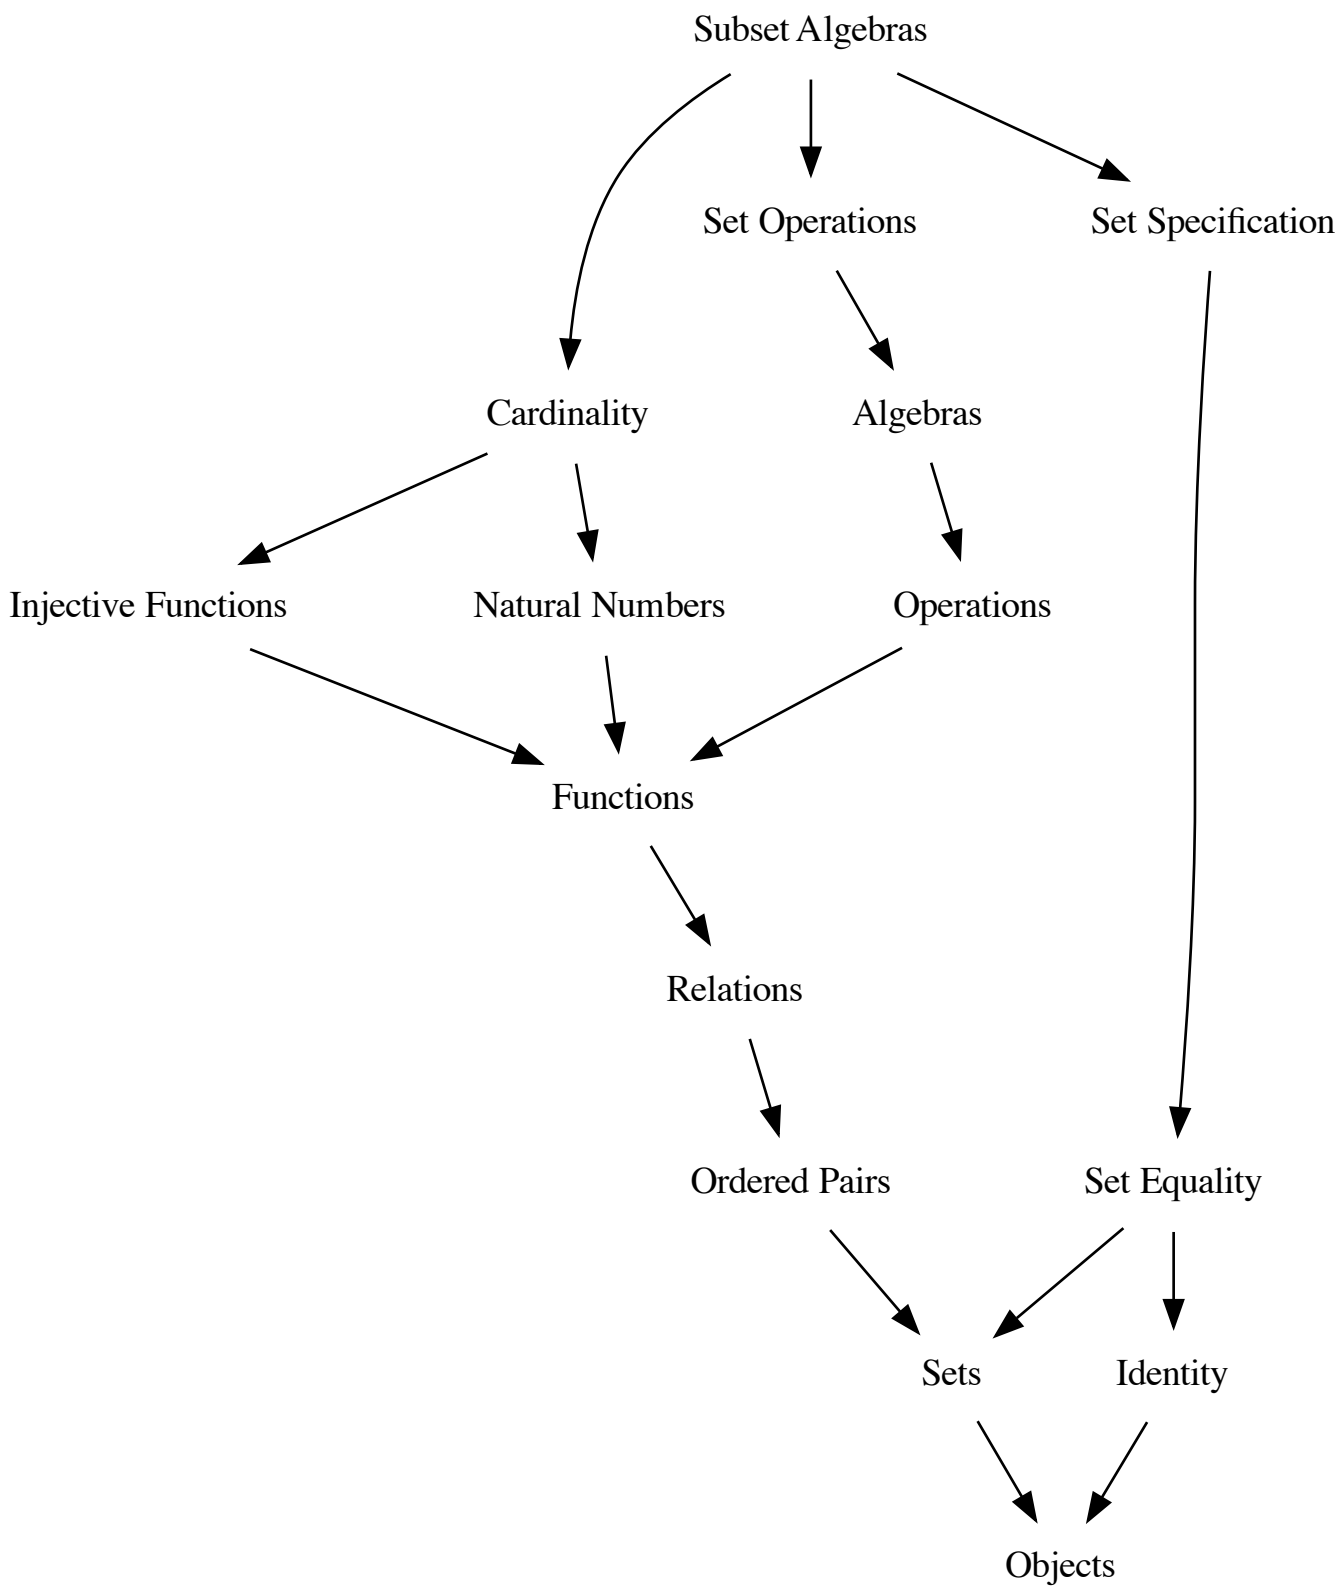 Subset Algebras
Set Operations
Set Specification
Cardinality
Algebras
Injective Functions
Natural Numbers
Operations
Functions
Relations
Ordered Pairs
Set Equality
Sets
Identity
Objects